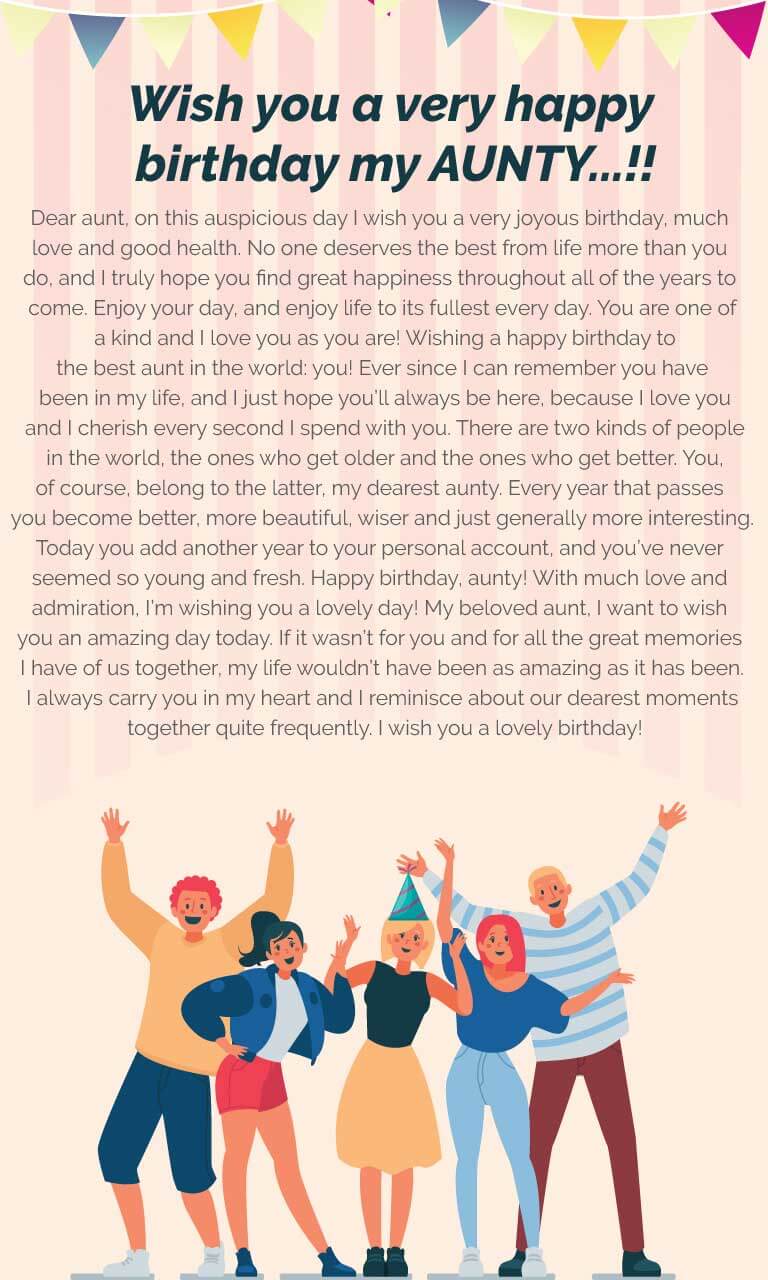 Wish you a very happy
birthday my AUNTY...!!
Dear aunt, on this auspicious day I wish you a very joyous birthday, much
love and good health. No one deserves the best from life more than you
do, and I truly hope you find great happiness throughout all of the years to
come. Enjoy your day, and enjoy life to its fullest every day. You are one of
a kind and I love you as you are! Wishing a happy birthday to
the best aunt in the world: you! Ever since I can remember you have
been in my life, and I just hope you'll always be here, because I love you
and I cherish every second I spend with you. There are two kinds of people
in the world, the ones who get older and the ones who get better. You,
of course, belong to the latter, my dearest aunty. Every year that passes
you become better, more beautiful, wiser and just generally more interesting.
Today you add another year to your personal account, and you've never
seemed so young and fresh. Happy birthday, aunty! With much love and
admiration, I'm wishing you a lovely day! My beloved aunt, I want to wish
you an amazing day today. If it wasn't for you and for all the great memories
I have of us together, my life wouldn't have been as amazing as it has been.
I always carry you in my heart and I reminisce about our dearest moments
together quite frequently. I wish you a lovely birthday!